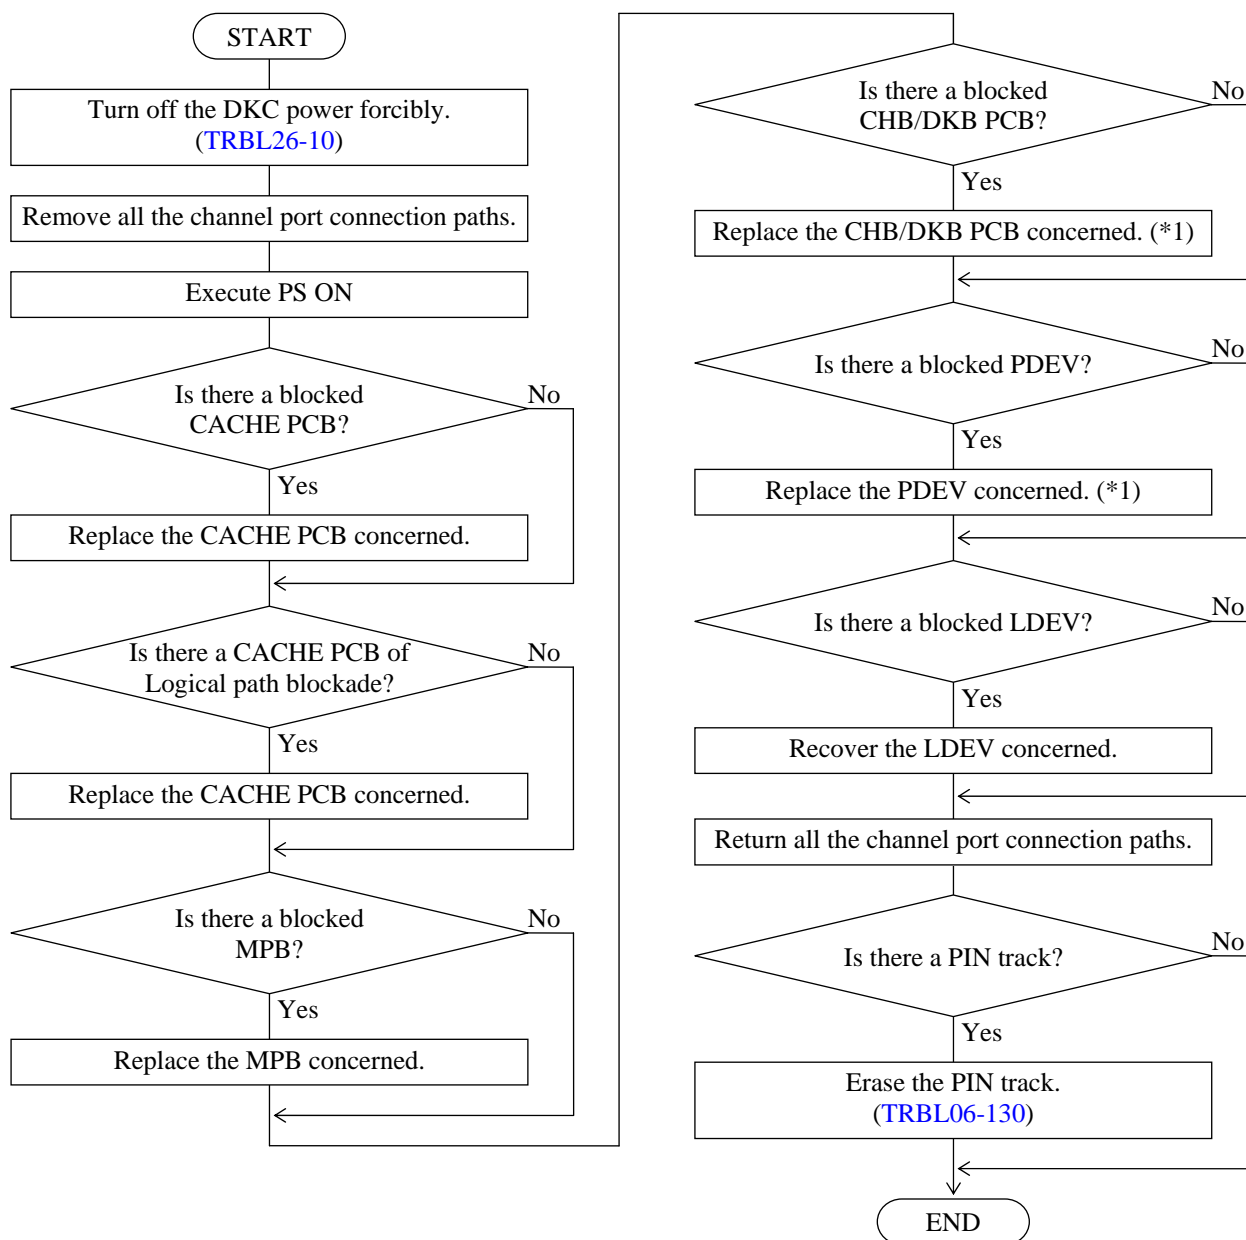 START
Turn off the DKC power forcibly.
(TRBL26-10)
Remove all the channel port connection paths.
Execute PS ON
Is there a blocked
CACHE PCB?
No
Yes
Replace the CACHE PCB concerned.
Is there a CACHE PCB of
Logical path blockade?
No
Yes
Replace the CACHE PCB concerned.
Is there a blocked
MPB?
No
Yes
Replace the MPB concerned.
Is there a blocked
CHB/DKB PCB?
No
Yes
Replace the CHB/DKB PCB concerned. (*1)
Is there a blocked PDEV?
No
Yes
Replace the PDEV concerned. (*1)
Is there a blocked LDEV?
No
Yes
Recover the LDEV concerned.
Return all the channel port connection paths.
Is there a PIN track?
No
Yes
Erase the PIN track.
(TRBL06-130)
END